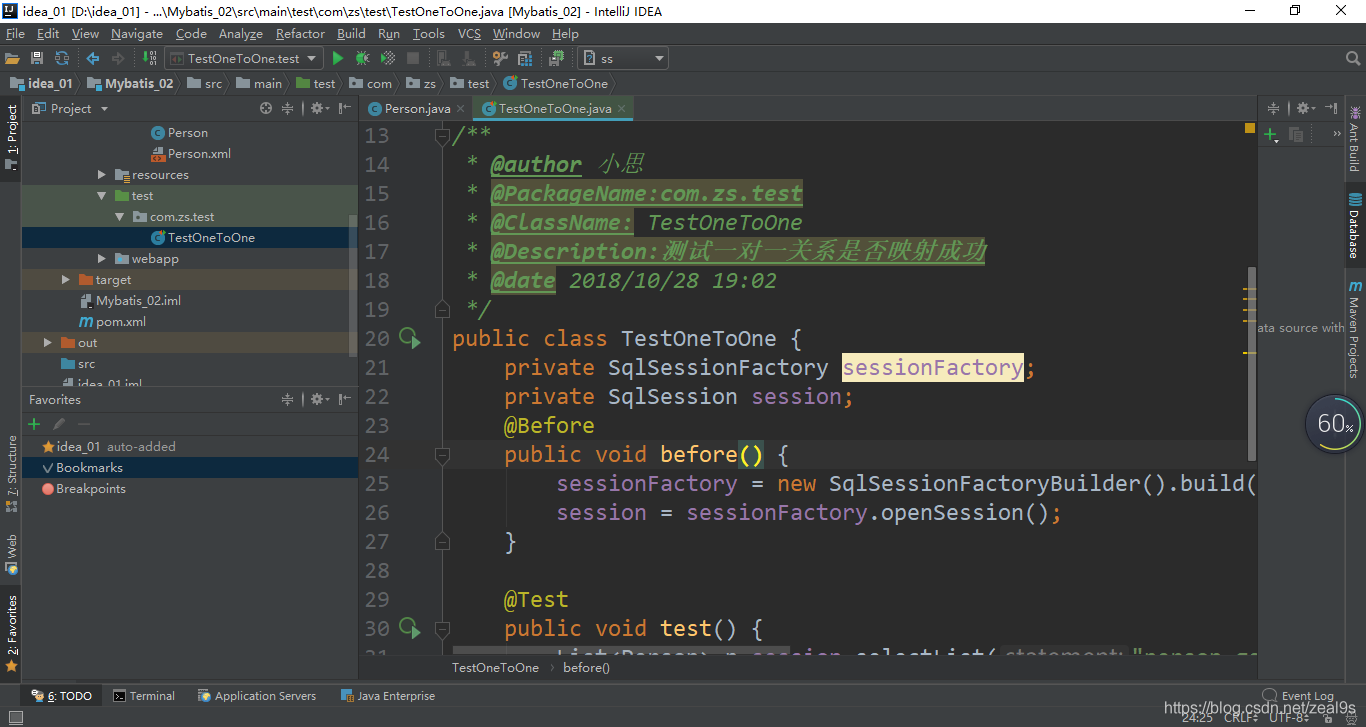 idea_01 [D:\idea_01] - ...\Mybatis_02\src\main\test\com\zs\test\TestOneToOne.java [Mybatis_02] - IntelliJ IDEA
File Edit View Navigate Code Analyze Refactor Build Run Tools VCS Window Help
TestOneToOne.test ss
idea_01 Mybatis_02 src main test com zs test TestOneToOne
1: Project
7: Structure
Web
2: Favorites
Project
Person
Person.xml
resources
test
com.zs.test
TestOneToOne
webapp
target
Mybatis_02.iml
pom.xml
out
src
idea_01.iml
Favorites
idea_01 auto-added
Bookmarks
Breakpoints
Person.java TestOneToOne.java
13 /**
14 * @author 小思
15 * @PackageName:com.zs.test
16 * @ClassName: TestOneToOne
17 * @Description:测试一对一关系是否映射成功
18 * @date 2018/10/28 19:02
19 */
20 public class TestOneToOne {
21 private SqlSessionFactory sessionFactory;
22 private SqlSession session;
23 @Before
24 public void before() {
25 sessionFactory = new SqlSessionFactoryBuilder().build(
26 session = sessionFactory.openSession();
27 }
28
29 @Test
30 public void test() {
31 List<Person> p session.selectList( statement: "person.
TestOneToOne before()
ata source with
Ant Build
Database
Maven Projects
60%
6: TODO Terminal Application Servers Java Enterprise Event Log
24:25 CRLF UTF-8
https://blog.csdn.net/zeal9s